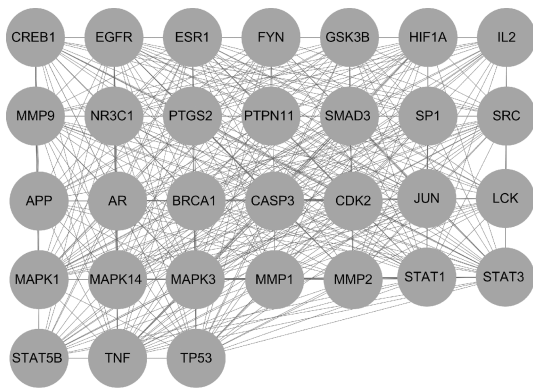 CREB1 EGFR ESR1 FYN GSK3B HIF1A IL2
MMP9 NR3C1 PTGS2 PTPN11 SMAD3 SP1 SRC
APP AR BRCA1 CASP3 CDK2 JUN LCK
MAPK1 MAPK14 MAPK3 MMP1 MMP2 STAT1 STAT3
STAT5B TNF TP53